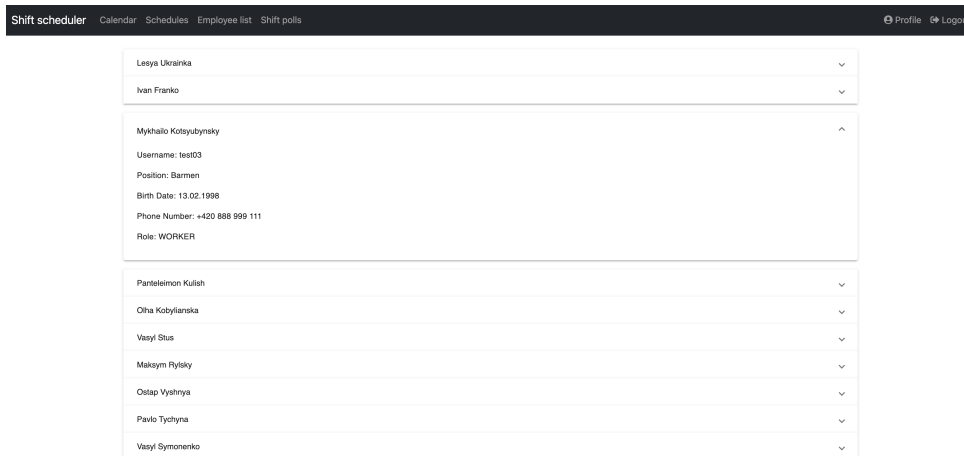 Shift scheduler Calendar Schedules Employee list Shift polls Profile Logou
Lesya Ukrainka
Ivan Franko
Mykhailo Kotsyubynsky
Username: test03
Position: Barmen
Birth Date: 13.02.1998
Phone Number: +420 888 999 111
Role: WORKER
Panteleimon Kulish
Olha Kobylianska
Vasyl Stus
Maksym Rylsky
Ostap Vyshnya
Pavlo Tychyna
Vasyl Symonenko